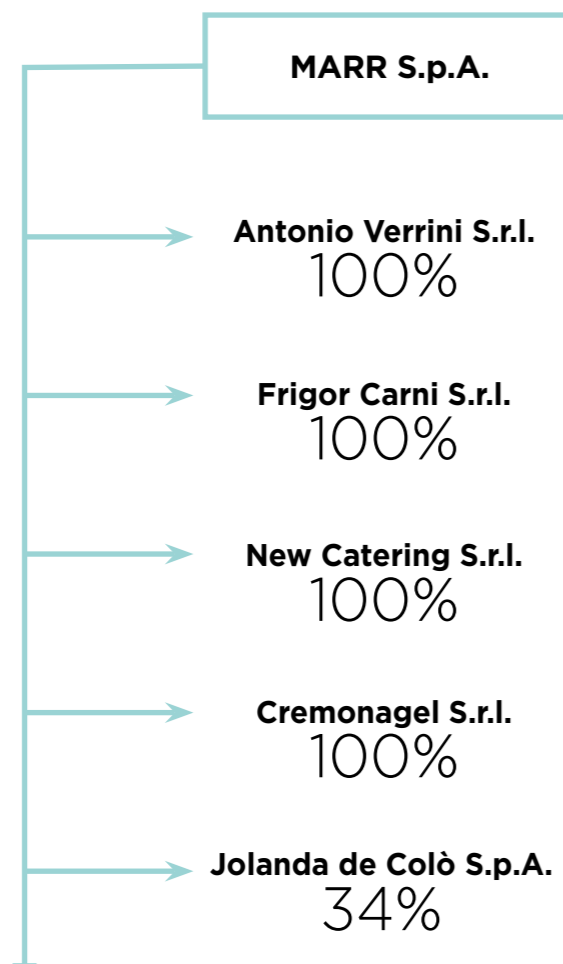 MARR S.p.A.
Antonio Verrini S.r.l.
100%
Frigor Carni S.r.l.
100%
New Catering S.r.l.
100%
Cremonagel S.r.l.
100%
Jolanda de Colò S.p.A.
34%